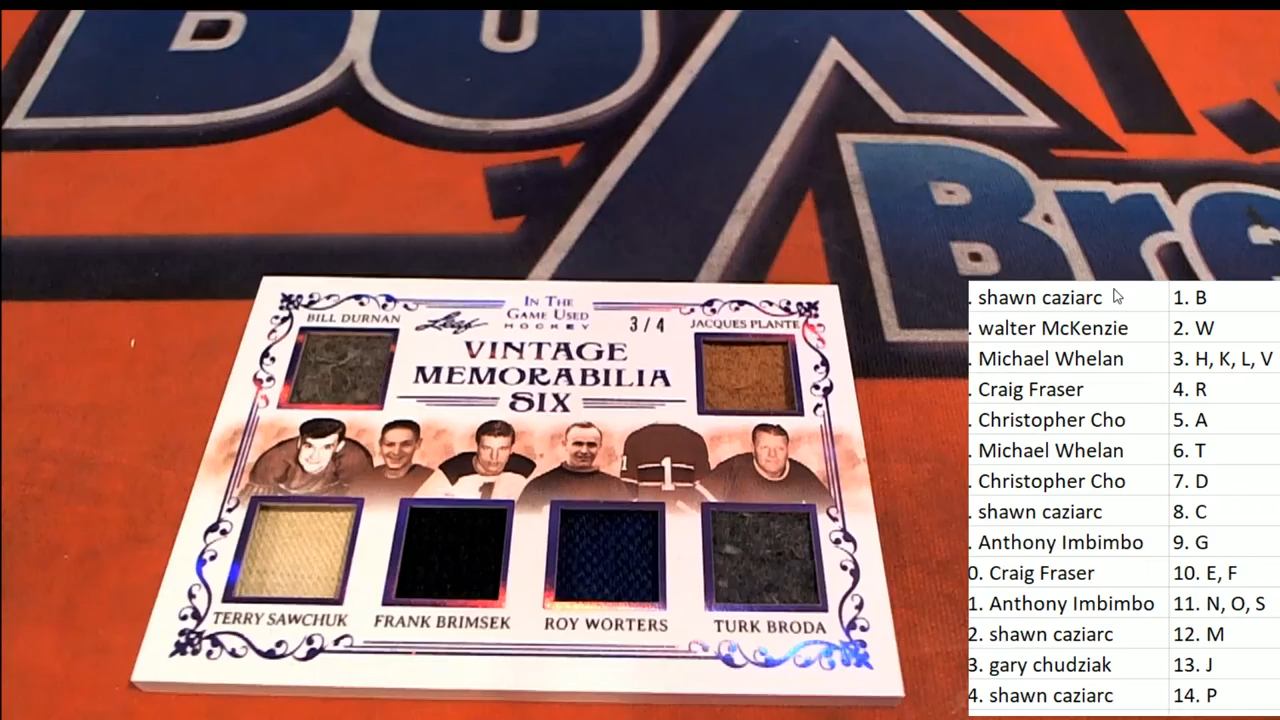 BILL DURNAN
Leaf
IN THE
GAME USED
HOCKEY
3/4
JACQUES PLANTE
VINTAGE
MEMORABILIA
SIX
1
1
TERRY SAWCHUK
FRANK BRIMSEK
ROY WORTERS
TURK BRODA
. shawn caziarc 1. B
. walter McKenzie 2. W
. Michael Whelan 3. H, K, L, V
. Craig Fraser 4. R
. Christopher Cho 5. A
. Michael Whelan 6. T
. Christopher Cho 7. D
. shawn caziarc 8. C
. Anthony Imbimbo 9. G
0. Craig Fraser 10. E, F
1. Anthony Imbimbo 11. N, O, S
2. shawn caziarc 12. M
3. gary chudziak 13. J
4. shawn caziarc 14. P